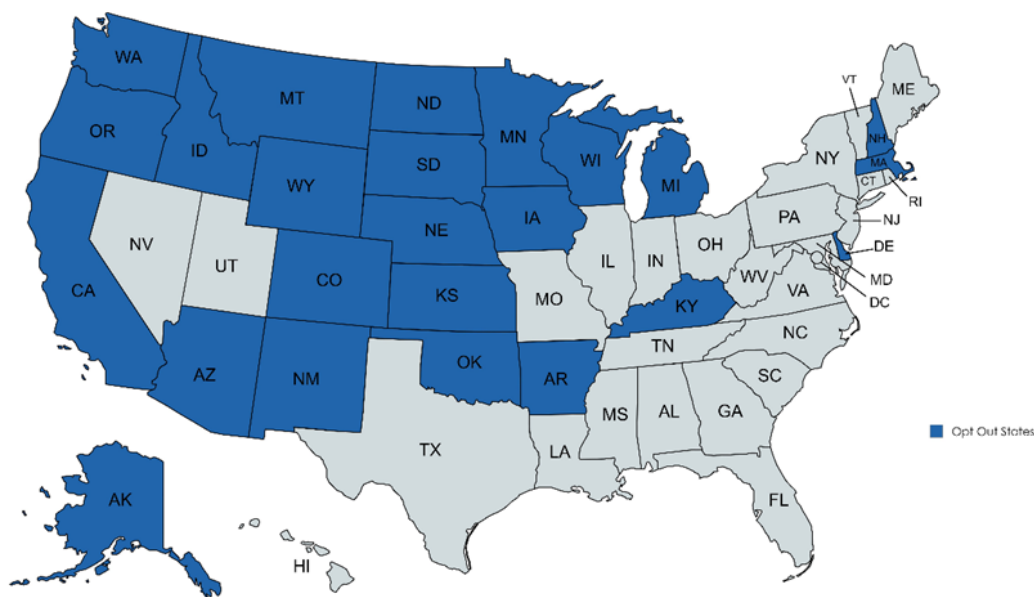 WA
MT
ND
MN
VT
ME
OR
ID
SD
WI
NH
NY
MA
WY
MI
CT
RI
IA
NE
PA
NJ
NV
OH
DE
UT
IL
IN
CO
WV
MD
CA
KS
MO
VA
DC
KY
NC
TN
OK
AZ
NM
AR
SC
MS
AL
GA
Opt Out States
TX
LA
AK
FL
HI